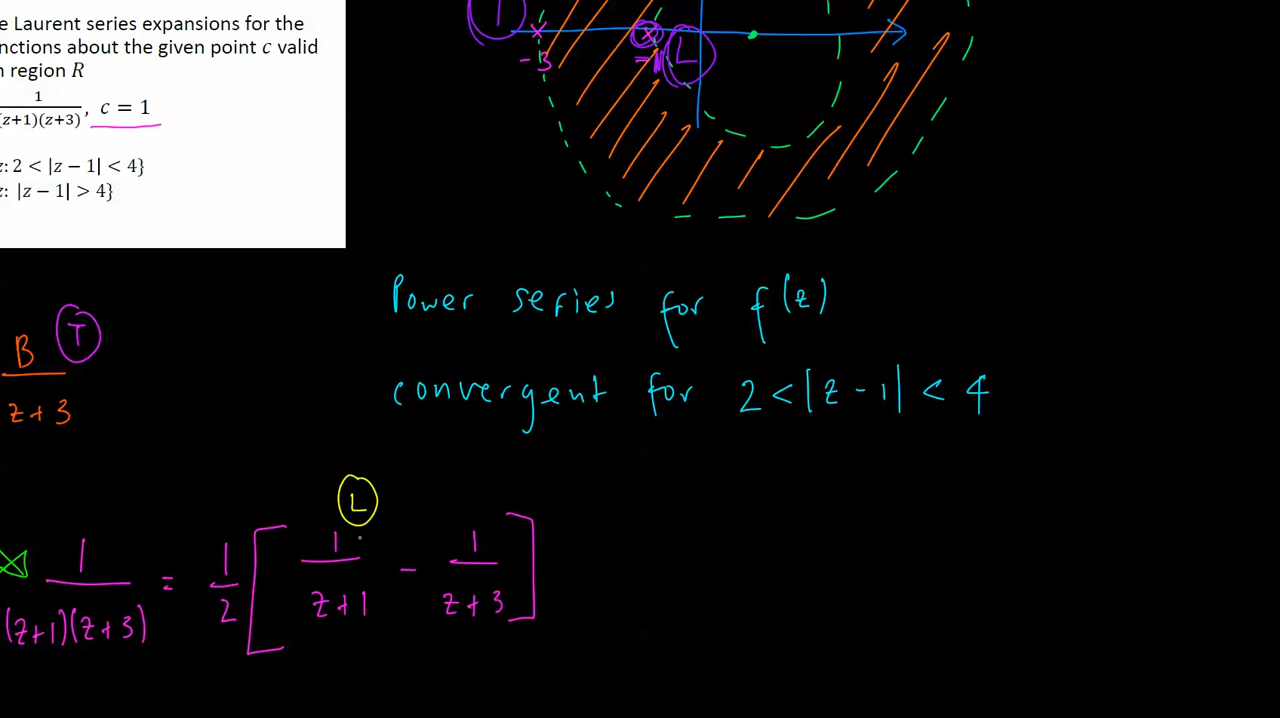 e Laurent series expansions for the
nctions about the given point c valid
n region R
1/(z+1)(z+3), c = 1
z: 2 < |z − 1| < 4}
z: |z − 1| > 4}
T
-3 -1 L
Power series for f(z)
convergent for 2 < |z - 1| < 4
B/z+3 T
L
1/(z+1)(z+3) = 1/2 [ 1/z+1 - 1/z+3 ]